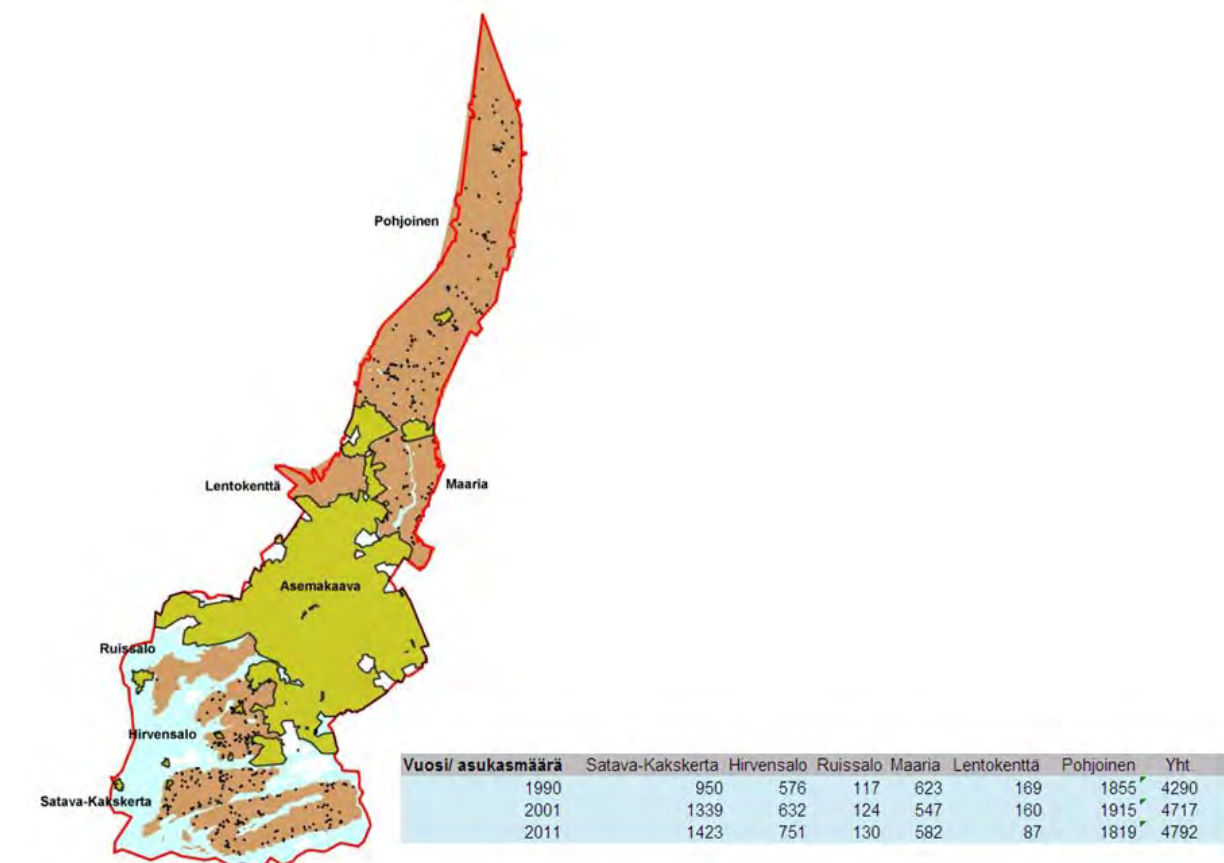 Pohjoinen
Lentokenttä
Maaria
Asemakaava
Ruissalo
Hirvensalo
Satava-Kakskerta
Vuosi/ asukasmäärä Satava-Kakskerta Hirvensalo Ruissalo Maaria Lentokenttä Pohjoinen Yht.
1990 950 576 117 623 169 1855 4290
2001 1339 632 124 547 160 1915 4717
2011 1423 751 130 582 87 1819 4792